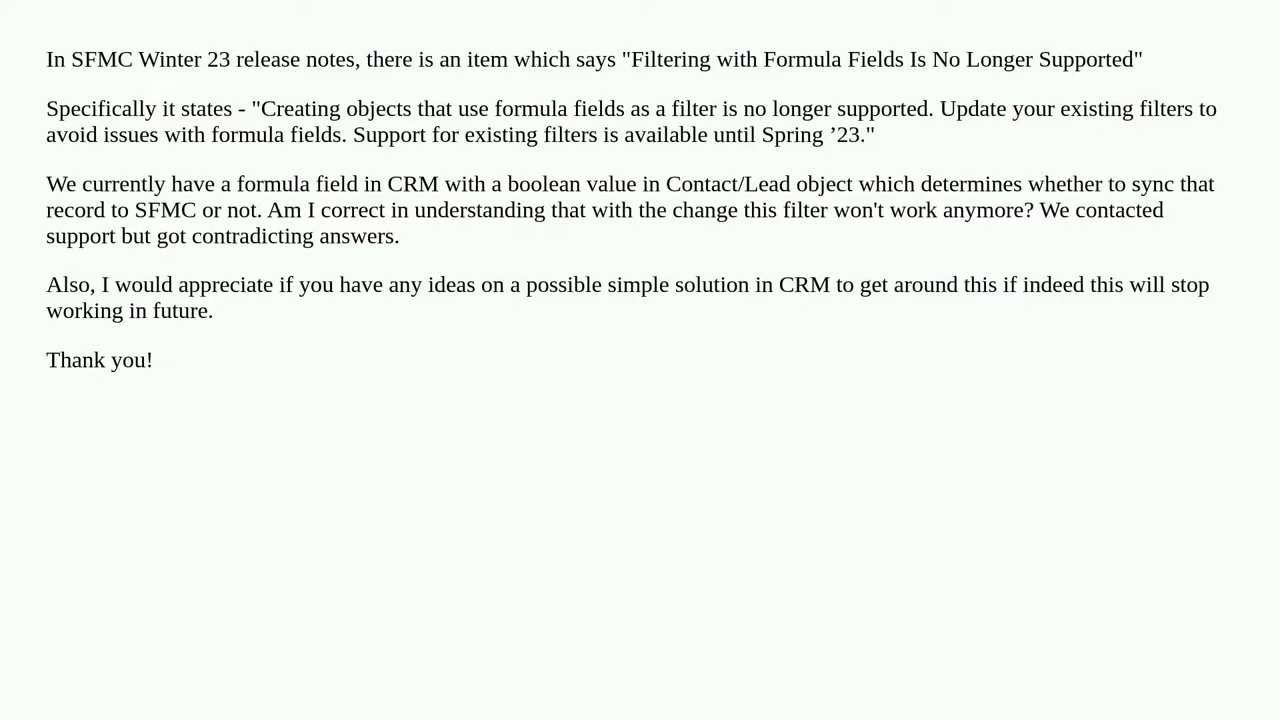 In SFMC Winter 23 release notes, there is an item which says "Filtering with Formula Fields Is No Longer Supported"
Specifically it states - "Creating objects that use formula fields as a filter is no longer supported. Update your existing filters to
avoid issues with formula fields. Support for existing filters is available until Spring ’23."
We currently have a formula field in CRM with a boolean value in Contact/Lead object which determines whether to sync that
record to SFMC or not. Am I correct in understanding that with the change this filter won't work anymore? We contacted
support but got contradicting answers.
Also, I would appreciate if you have any ideas on a possible simple solution in CRM to get around this if indeed this will stop
working in future.
Thank you!